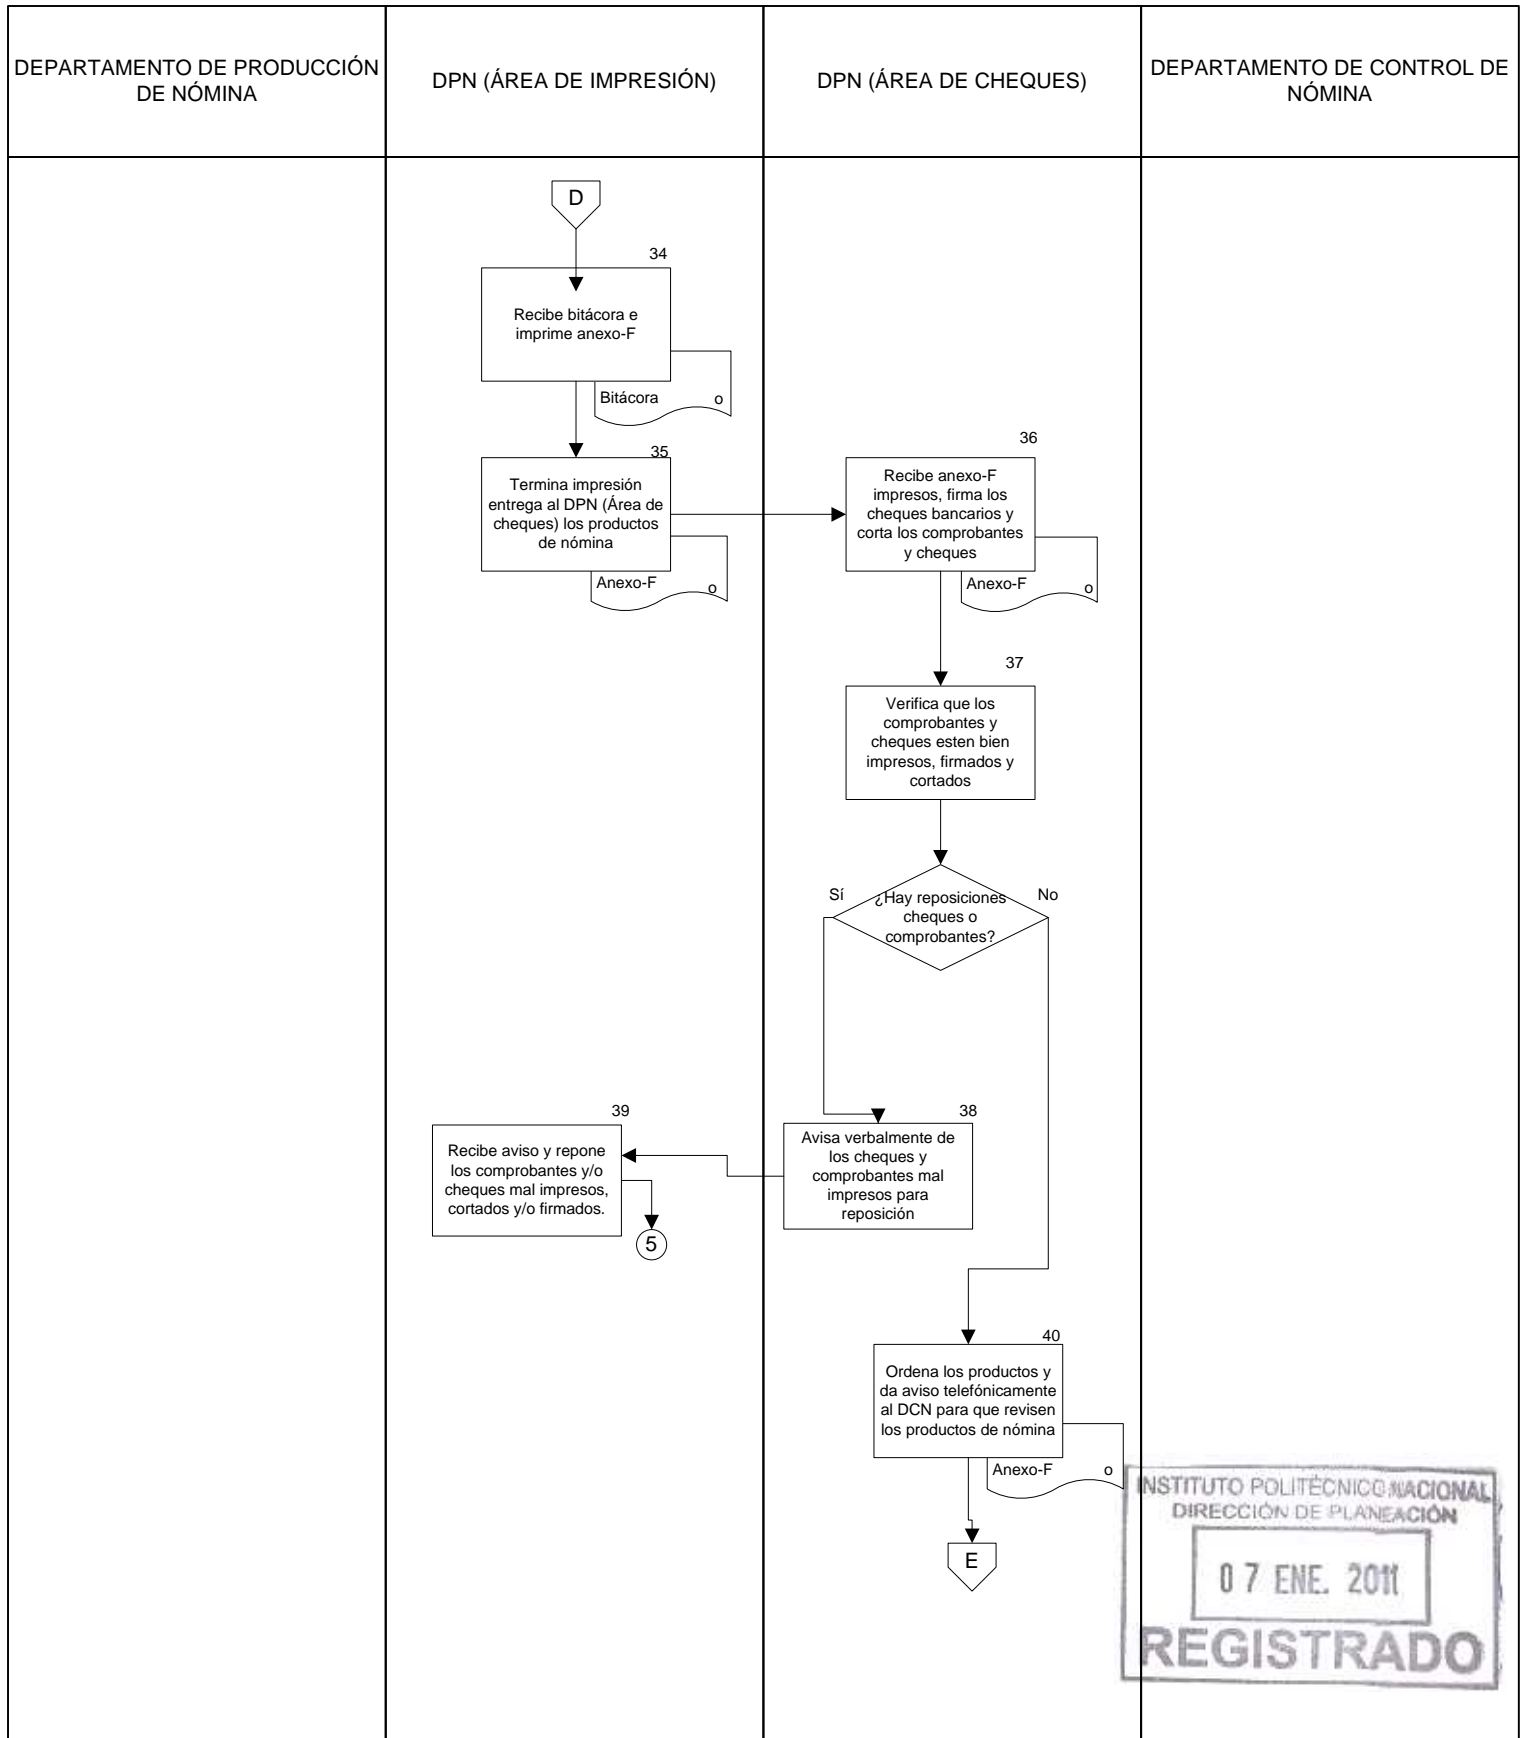 DEPARTAMENTO DE PRODUCCIÓN
DE NÓMINA
DPN (ÁREA DE IMPRESIÓN)
DPN (ÁREA DE CHEQUES)
DEPARTAMENTO DE CONTROL DE
NÓMINA
D
34
Recibe bitácora e
imprime anexo-F
Bitácora o
35
Termina impresión
entrega al DPN (Área de
cheques) los productos
de nómina
Anexo-F o
36
Recibe anexo-F
impresos, firma los
cheques bancarios y
corta los comprobantes
y cheques
Anexo-F o
37
Verifica que los
comprobantes y
cheques esten bien
impresos, firmados y
cortados
Sí
¿Hay reposiciones
cheques o
comprobantes?
No
38
Avisa verbalmente de
los cheques y
comprobantes mal
impresos para
reposición
39
Recibe aviso y repone
los comprobantes y/o
cheques mal impresos,
cortados y/o firmados.
5
40
Ordena los productos y
da aviso telefónicamente
al DCN para que revisen
los productos de nómina
Anexo-F o
E
INSTITUTO POLITÉCNICO NACIONAL
DIRECCIÓN DE PLANEACIÓN
07 ENE. 2011
REGISTRADO